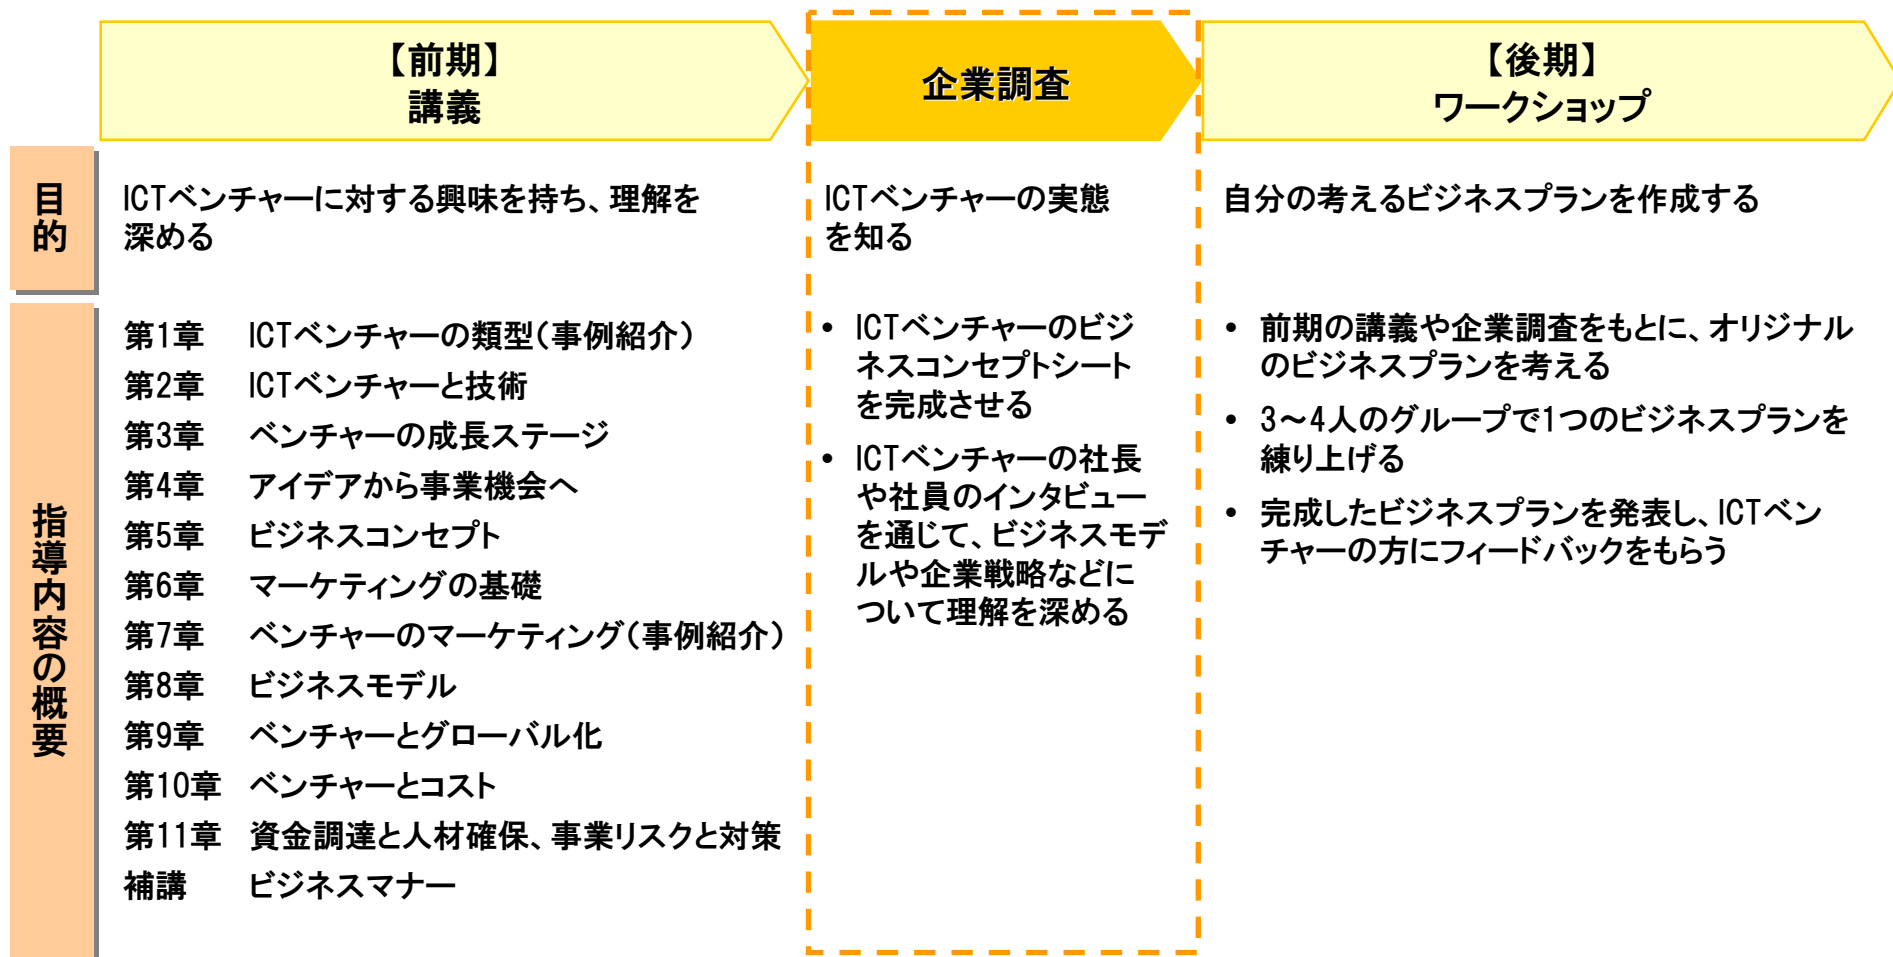 【前期】
講義
企業調査
【後期】
ワークショップ
目的
ICTベンチャーに対する興味を持ち、理解を
深める
ICTベンチャーの実態
を知る
自分の考えるビジネスプランを作成する
指導内容の概要
第1章 ICTベンチャーの類型(事例紹介)
第2章 ICTベンチャーと技術
第3章 ベンチャーの成長ステージ
第4章 アイデアから事業機会へ
第5章 ビジネスコンセプト
第6章 マーケティングの基礎
第7章 ベンチャーのマーケティング(事例紹介)
第8章 ビジネスモデル
第9章 ベンチャーとグローバル化
第10章 ベンチャーとコスト
第11章 資金調達と人材確保、事業リスクと対策
補講 ビジネスマナー
• ICTベンチャーのビジ
ネスコンセプトシート
を完成させる
• ICTベンチャーの社長
や社員のインタビュー
を通じて、ビジネスモデ
ルや企業戦略などに
ついて理解を深める
• 前期の講義や企業調査をもとに、オリジナル
のビジネスプランを考える
• 3～4人のグループで1つのビジネスプランを
練り上げる
• 完成したビジネスプランを発表し、ICTベン
チャーの方にフィードバックをもらう